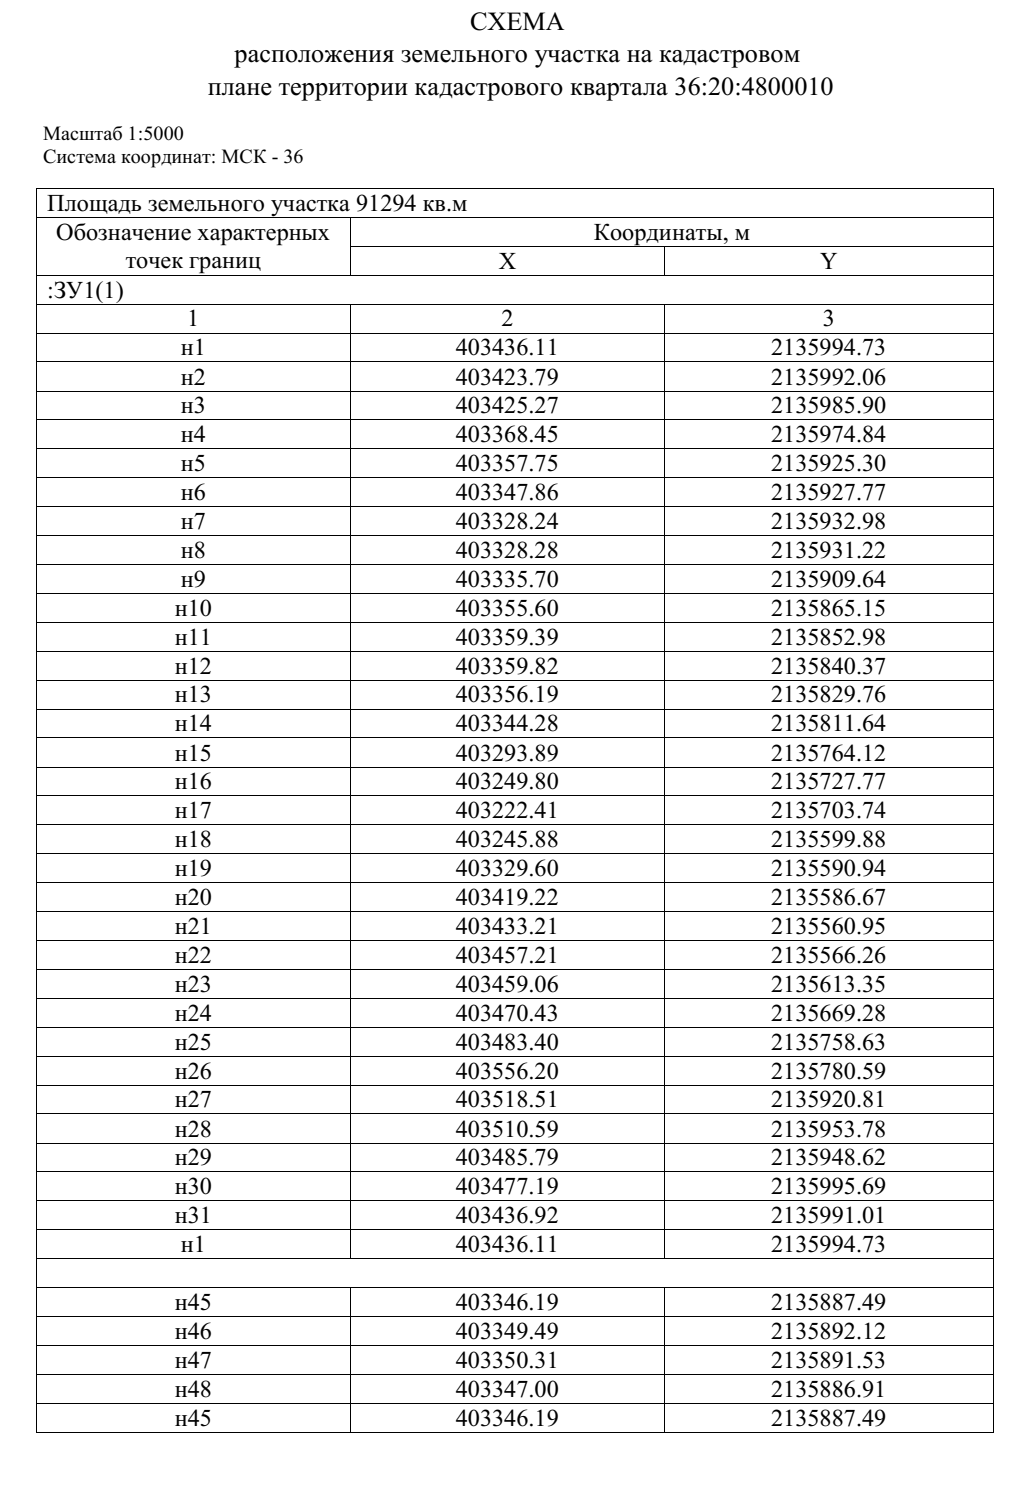 СХЕМА
расположения земельного участка на кадастровом
плане территории кадастрового квартала 36:20:4800010
Масштаб 1:5000
Система координат: МСК - 36
Площадь земельного участка 91294 кв.м
Обозначение характерных точек границ Координаты, м
X Y
:ЗУ1(1)
1 2 3
н1 403436.11 2135994.73
н2 403423.79 2135992.06
н3 403425.27 2135985.90
н4 403368.45 2135974.84
н5 403357.75 2135925.30
н6 403347.86 2135927.77
н7 403328.24 2135932.98
н8 403328.28 2135931.22
н9 403335.70 2135909.64
н10 403355.60 2135865.15
н11 403359.39 2135852.98
н12 403359.82 2135840.37
н13 403356.19 2135829.76
н14 403344.28 2135811.64
н15 403293.89 2135764.12
н16 403249.80 2135727.77
н17 403222.41 2135703.74
н18 403245.88 2135599.88
н19 403329.60 2135590.94
н20 403419.22 2135586.67
н21 403433.21 2135560.95
н22 403457.21 2135566.26
н23 403459.06 2135613.35
н24 403470.43 2135669.28
н25 403483.40 2135758.63
н26 403556.20 2135780.59
н27 403518.51 2135920.81
н28 403510.59 2135953.78
н29 403485.79 2135948.62
н30 403477.19 2135995.69
н31 403436.92 2135991.01
н1 403436.11 2135994.73
н45 403346.19 2135887.49
н46 403349.49 2135892.12
н47 403350.31 2135891.53
н48 403347.00 2135886.91
н45 403346.19 2135887.49